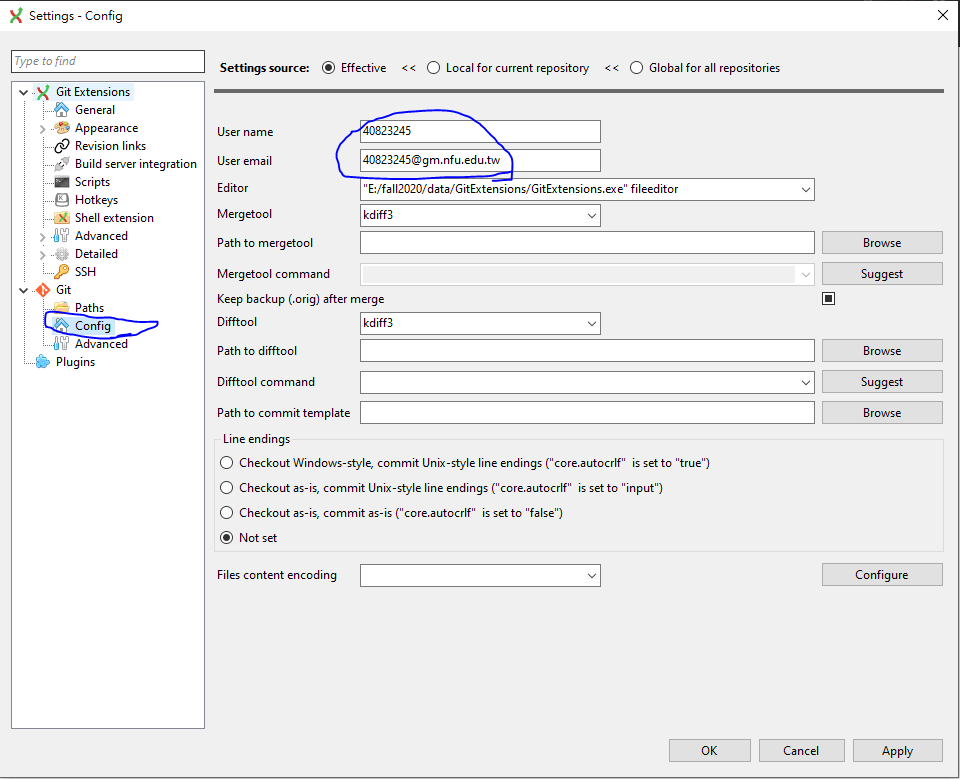 Settings - Config
Type to find
Git Extensions
General
Appearance
Revision links
Build server integration
Scripts
Hotkeys
Shell extension
Advanced
Detailed
SSH
Git
Paths
Config
Advanced
Plugins
Settings source: Effective << Local for current repository << Global for all repositories
User name 40823245
User email 40823245@gm.nfu.edu.tw
Editor "E:/fall2020/data/GitExtensions/GitExtensions.exe" fileeditor
Mergetool kdiff3
Path to mergetool Browse
Mergetool command Suggest
Keep backup (.orig) after merge
Difftool kdiff3
Path to difftool Browse
Difftool command Suggest
Path to commit template Browse
Line endings
Checkout Windows-style, commit Unix-style line endings ("core.autocrlf" is set to "true")
Checkout as-is, commit Unix-style line endings ("core.autocrlf" is set to "input")
Checkout as-is, commit as-is ("core.autocrlf" is set to "false")
Not set
Files content encoding Configure
OK Cancel Apply